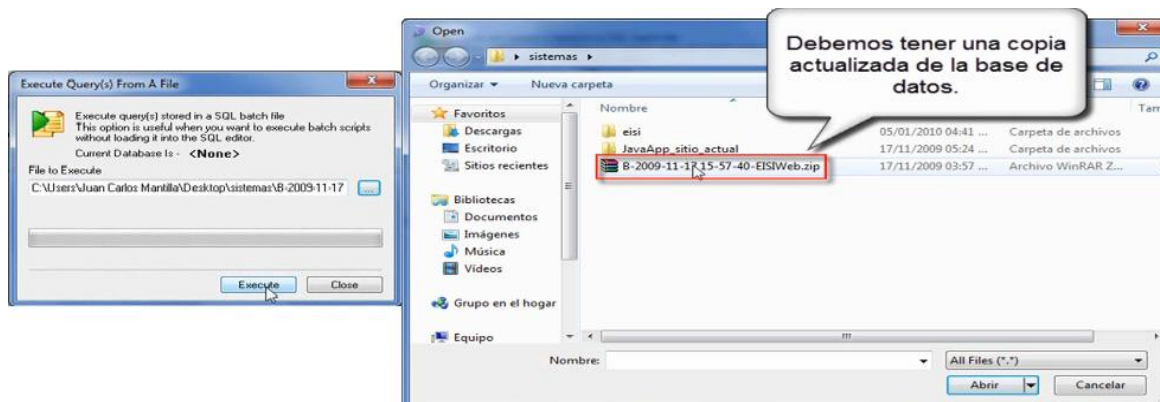 Execute Query(s) From A File
Execute query(s) stored in a SQL batch file
This option is useful when you want to execute batch scripts
without loading it into the SQL editor.
Current Database Is - <None>
File to Execute
C:\Users\Juan Carlos Mantilla\Desktop\sistemas\B-2009-11-17
...
Execute
Close
Open
sistemas
Debemos tener una copia
actualizada de la base de
datos.
Organizar
Nueva carpeta
Favoritos
Descargas
Escritorio
Sitios recientes
Bibliotecas
Documentos
Imágenes
Música
Vídeos
Grupo en el hogar
Equipo
Nombre
Tam
eisi
05/01/2010 04:41 ...
Carpeta de archivos
JavaApp_sitio_actual
17/11/2009 05:24 ...
Carpeta de archivos
B-2009-11-17 15-57-40-EISIWeb.zip
17/11/2009 03:57 ...
Archivo WinRAR Z...
Nombre:
All Files (*.*)
Abrir
Cancelar